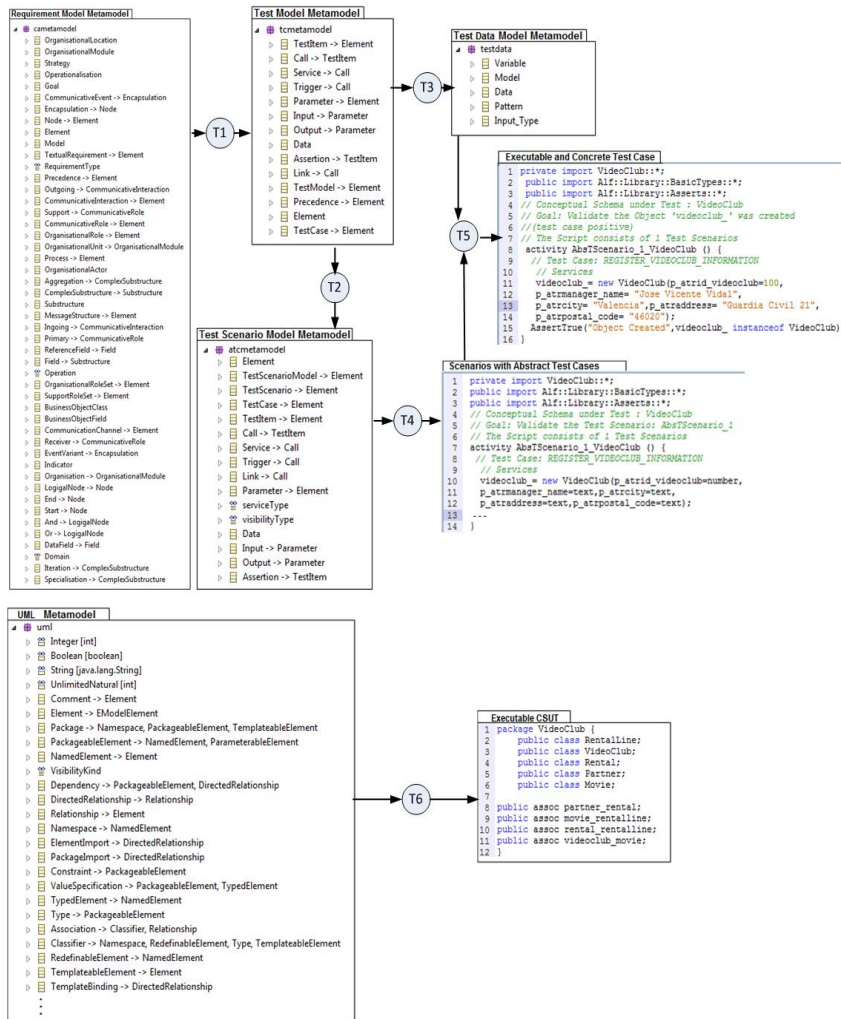 Requirement Model Metamodel
cametamodel
OrganisationalLocation
OrganisationalModule
Strategy
Operationalisation
Goal
CommunicativeEvent -> Encapsulation
Encapsulation -> Node
Node -> Element
Element
Model
TextualRequirement -> Element
RequirementType
Precedence -> Element
Outgoing -> CommunicativeInteraction
CommunicativeInteraction -> Element
Support -> CommunicativeRole
CommunicativeRole -> Element
OrganisationalRole -> Element
OrganisationalUnit -> OrganisationalModule
Process -> Element
OrganisationalActor
Aggregation -> ComplexSubstructure
ComplexSubstructure -> Substructure
Substructure
MessageStructure -> Element
Ingoing -> CommunicativeInteraction
Primary -> CommunicativeRole
ReferenceField -> Field
Field -> Substructure
Operation
OrganisationalRoleSet -> Element
SupportRoleSet -> Element
BusinessObjectClass
BusinessObjectField
CommunicationChannel -> Element
Receiver -> CommunicativeRole
EventVariant -> Encapsulation
Indicator
Organisation -> OrganisationalModule
LogigalNode -> Node
End -> Node
Start -> Node
And -> LogigalNode
Or -> LogigalNode
DataField -> Field
Domain
Iteration -> ComplexSubstructure
Specialisation -> ComplexSubstructure
T1
Test Model Metamodel
tcmetamodel
TestItem -> Element
Call -> TestItem
Service -> Call
Trigger -> Call
Parameter -> Element
Input -> Parameter
Output -> Parameter
Data
Assertion -> TestItem
Link -> Call
TestModel -> Element
Precedence -> Element
Element
TestCase -> Element
T3
Test Data Model Metamodel
testdata
Variable
Model
Data
Pattern
Input_Type
T2
T5
Executable and Concrete Test Case
1 private import VideoClub::*;
2 public import Alf::Library::BasicTypes::*;
3 public import Alf::Library::Asserts::*;
4 // Conceptual Schema under Test : VideoClub
5 // Goal: Validate the Object 'videoclub_' was created
6 //(test case positive)
7 // The Script consists of 1 Test Scenarios
8 activity AbsTScenario_1_VideoClub () {
9 // Test Case: REGISTER_VIDEOCLUB_INFORMATION
10 // Services
11 videoclub_= new VideoClub(p_atrid_videoclub=100,
12 p_atrmanager_name= "Jose Vicente Vidal",
13 p_atrcity= "Valencia",p_atraddress= "Guardia Civil 21",
14 p_atrpostal_code= "46020");
15 AssertTrue("Object Created",videoclub_ instanceof VideoClub)
16 }
Test Scenario Model Metamodel
atcmetamodel
Element
TestScenarioModel -> Element
TestScenario -> Element
TestCase -> Element
TestItem -> Element
Call -> TestItem
Service -> Call
Trigger -> Call
Link -> Call
Parameter -> Element
serviceType
visibilityType
Data
Input -> Parameter
Output -> Parameter
Assertion -> TestItem
T4
Scenarios with Abstract Test Cases
1 private import VideoClub::*;
2 public import Alf::Library::BasicTypes::*;
3 public import Alf::Library::Asserts::*;
4 // Conceptual Schema under Test : VideoClub
5 // Goal: Validate the Test Scenario: AbsTScenario_1
6 // The Script consists of 1 Test Scenarios
7 activity AbsTScenario_1_VideoClub () {
8 // Test Case: REGISTER_VIDEOCLUB_INFORMATION
9 // Services
10 videoclub_= new VideoClub(p_atrid_videoclub=number,
11 p_atrmanager_name=text,p_atrcity=text,
12 p_atraddress=text,p_atrpostal_code=text);
13 ---
14 }
UML Metamodel
uml
Integer [int]
Boolean [boolean]
String [java.lang.String]
UnlimitedNatural [int]
Comment -> Element
Element -> EModelElement
Package -> Namespace, PackageableElement, TemplateableElement
PackageableElement -> NamedElement, ParameterableElement
NamedElement -> Element
VisibilityKind
Dependency -> PackageableElement, DirectedRelationship
DirectedRelationship -> Relationship
Relationship -> Element
Namespace -> NamedElement
ElementImport -> DirectedRelationship
PackageImport -> DirectedRelationship
Constraint -> PackageableElement
ValueSpecification -> PackageableElement, TypedElement
TypedElement -> NamedElement
Type -> PackageableElement
Association -> Classifier, Relationship
Classifier -> Namespace, RedefinableElement, Type, TemplateableElement
RedefinableElement -> NamedElement
TemplateableElement -> Element
TemplateBinding -> DirectedRelationship
T6
Executable CSUT
1 package VideoClub {
2 public class RentalLine;
3 public class VideoClub;
4 public class Rental;
5 public class Partner;
6 public class Movie;
7
8 public assoc partner_rental;
9 public assoc movie_rentalline;
10 public assoc rental_rentalline;
11 public assoc videoclub_movie;
12 }